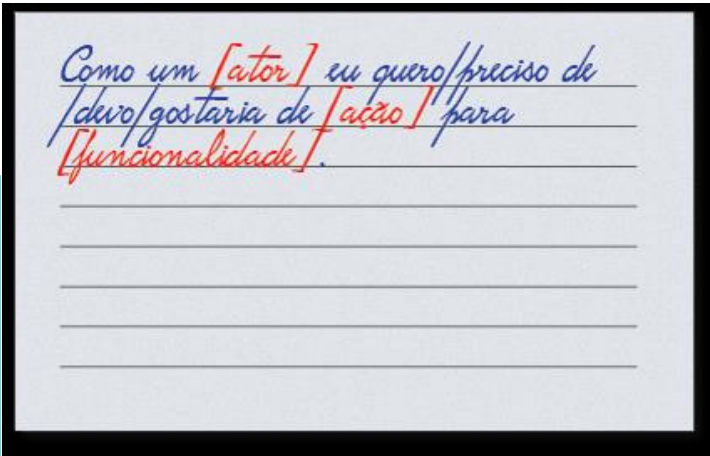 Como um [ator] eu quero/preciso de
/devo/gostaria de [ação] para
[funcionalidade].